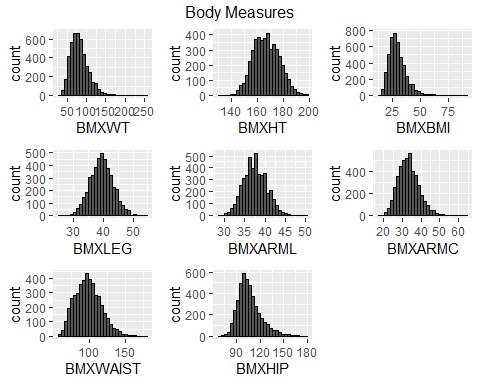 Body Measures
count
600
400
200
0
50 100 150 200 250
BMXWT
count
400
300
200
100
0
140 160 180 200
BMXHT
count
800
600
400
200
0
25 50 75
BMXBMI
count
500
400
300
200
100
0
30 40 50
BMXLEG
count
500
400
300
200
100
0
30 35 40 45 50
BMXARML
count
400
200
0
20 30 40 50 60
BMXARMC
count
400
300
200
100
0
100 150
BMXWAIST
count
600
400
200
0
90 120 150 180
BMXHIP